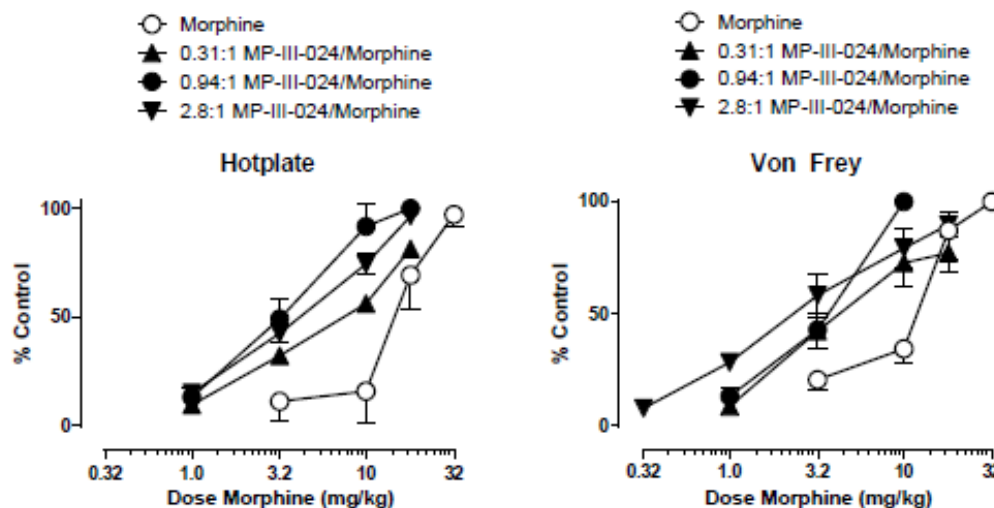 Morphine
0.31:1 MP-III-024/Morphine
0.94:1 MP-III-024/Morphine
2.8:1 MP-III-024/Morphine
Hotplate
100
50
0
% Control
0.32
1.0
3.2
10
32
Dose Morphine (mg/kg)
Morphine
0.31:1 MP-III-024/Morphine
0.94:1 MP-III-024/Morphine
2.8:1 MP-III-024/Morphine
Von Frey
100
50
0
% Control
0.32
1.0
3.2
10
32
Dose Morphine (mg/kg)